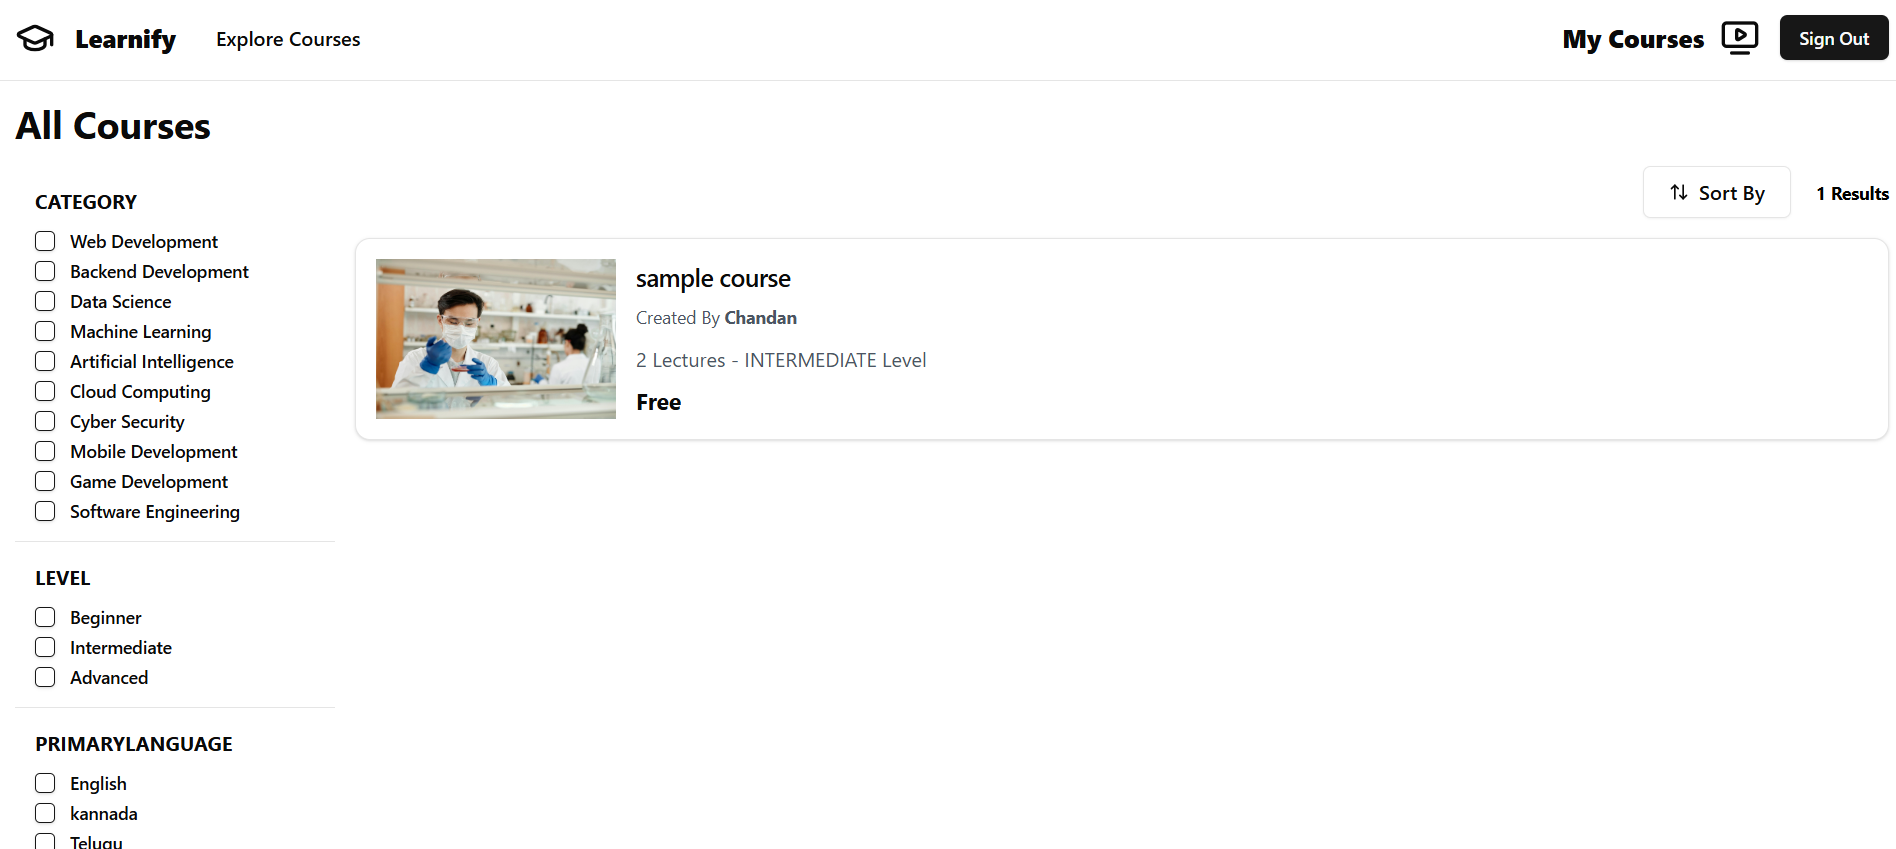 Learnify
Explore Courses
My Courses
Sign Out
All Courses
Sort By
1 Results
CATEGORY
Web Development
Backend Development
Data Science
Machine Learning
Artificial Intelligence
Cloud Computing
Cyber Security
Mobile Development
Game Development
Software Engineering
LEVEL
Beginner
Intermediate
Advanced
PRIMARYLANGUAGE
English
kannada
Telugu
sample course
Created By Chandan
2 Lectures - INTERMEDIATE Level
Free